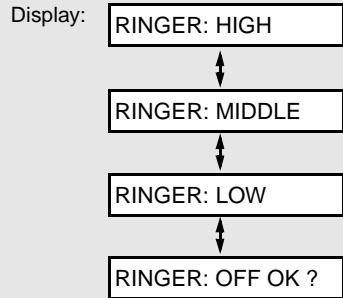 Display:
RINGER: HIGH
RINGER: MIDDLE
RINGER: LOW
RINGER: OFF OK ?